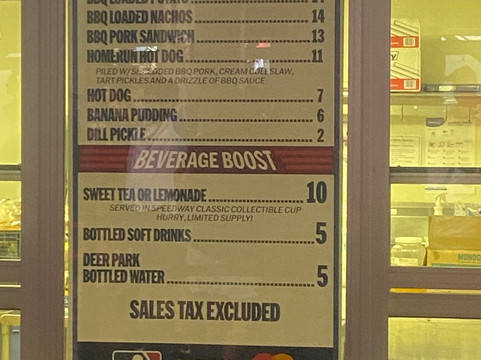 BBQ LOADED POTATO
BBQ LOADED NACHOS 14
BBQ PORK SANDWICH 13
HOMERUN HOT DOG 11
PILED W/ SHREDDED BBQ PORK, CREAM COLESLAW,
TART PICKLES AND A DRIZZLE OF BBQ SAUCE
HOT DOG 7
BANANA PUDDING 6
DILL PICKLE 2
BEVERAGE BOOST
SWEET TEA OR LEMONADE 10
SERVED IN SPEEDWAY CLASSIC COLLECTIBLE CUP
HURRY, LIMITED SUPPLY!
BOTTLED SOFT DRINKS 5
DEER PARK
BOTTLED WATER 5
SALES TAX EXCLUDED